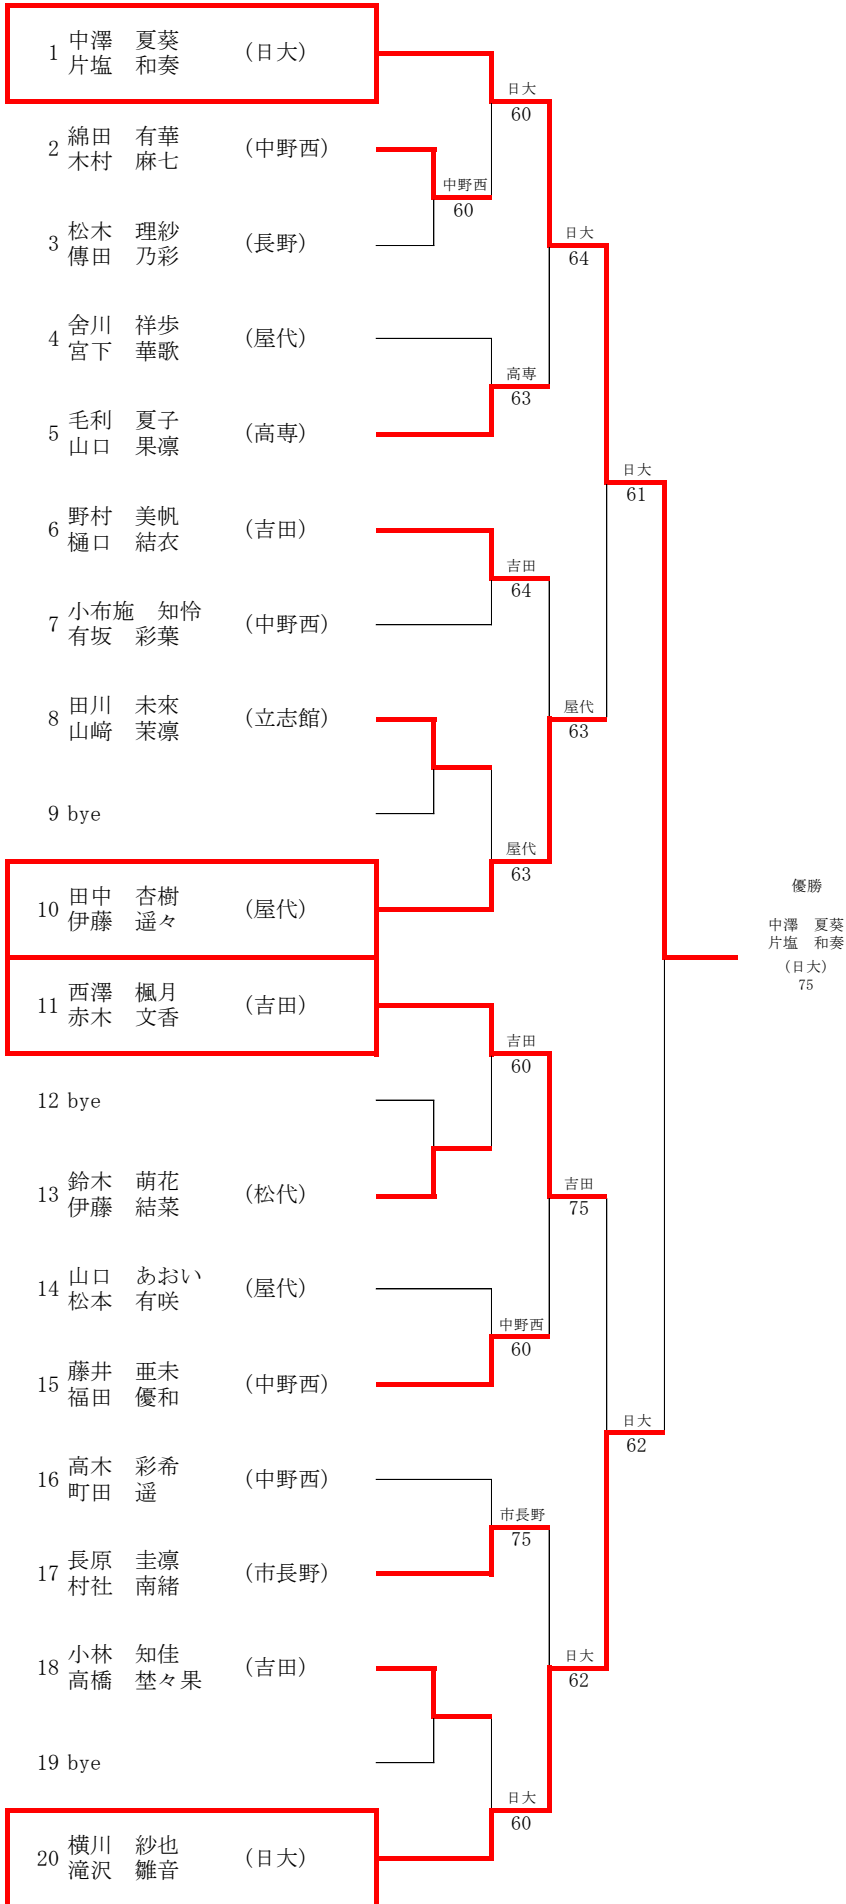 1 中澤　夏葵 (日大)
片塩　和奏
日大
60
2 綿田　有華 (中野西)
木村　麻七
中野西
60
3 松木　理紗 (長野)
傳田　乃彩
日大
64
4 舎川　祥歩 (屋代)
宮下　華歌
高専
63
5 毛利　夏子 (高専)
山口　果凛
日大
61
6 野村　美帆 (吉田)
樋口　結衣
吉田
64
7 小布施　知怜 (中野西)
有坂　彩葉
8 田川　未來 (立志館)
山﨑　茉凛
屋代
63
9 bye
屋代
63
10 田中　杏樹 (屋代)
伊藤　遥々
優勝
中澤　夏葵
片塩　和奏
(日大)
75
11 西澤　楓月 (吉田)
赤木　文香
吉田
60
12 bye
13 鈴木　萌花 (松代)
伊藤　結菜
吉田
75
14 山口　あおい (屋代)
松本　有咲
中野西
60
15 藤井　亜未 (中野西)
福田　優和
日大
62
16 高木　彩希 (中野西)
町田　遥
市長野
75
17 長原　圭凛 (市長野)
村社　南緒
18 小林　知佳 (吉田)
高橋　埜々果
日大
62
19 bye
日大
60
20 横川　紗也 (日大)
滝沢　雛音